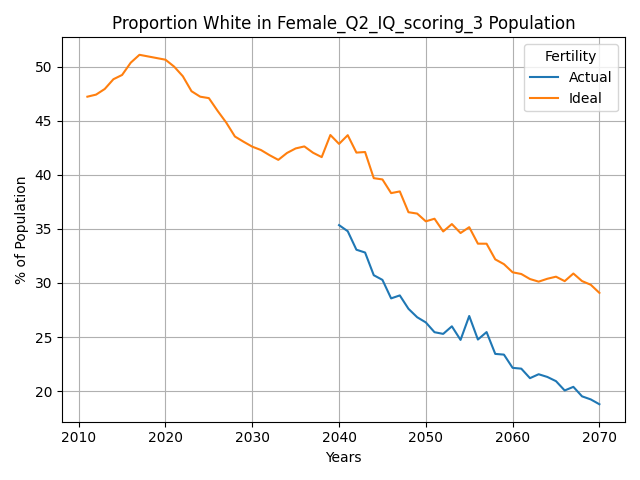 Proportion White in Female_Q2_IQ_scoring_3 Population
Fertility
Actual
Ideal
% of Population
50
45
40
35
30
25
20
2010 2020 2030 2040 2050 2060 2070
Years